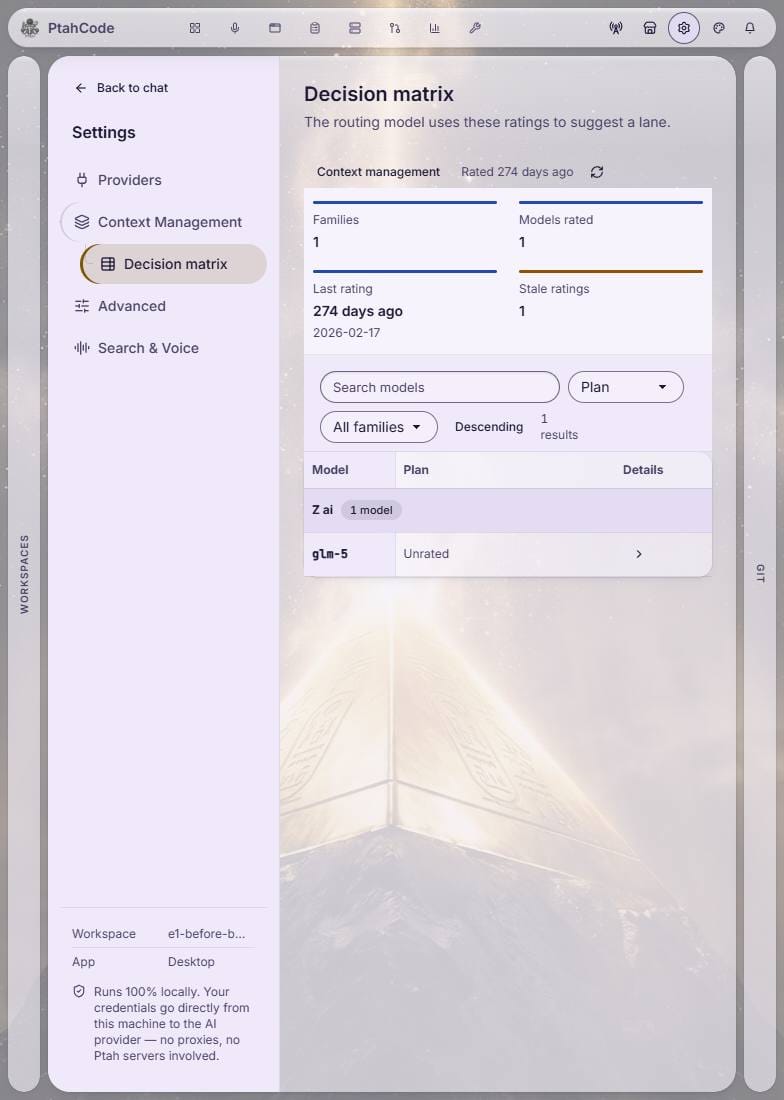 PtahCode
WORKSPACES
Back to chat
Settings
Providers
Context Management
Decision matrix
Advanced
Search & Voice
Workspace e1-before-b...
App Desktop
Runs 100% locally. Your
credentials go directly from
this machine to the AI
provider — no proxies, no
Ptah servers involved.
Decision matrix
The routing model uses these ratings to suggest a lane.
Context management Rated 274 days ago
Families
1
Models rated
1
Last rating
274 days ago
2026-02-17
Stale ratings
1
Search models Plan
All families Descending 1
results
Model Plan Details
Z ai 1 model
glm-5 Unrated
GIT